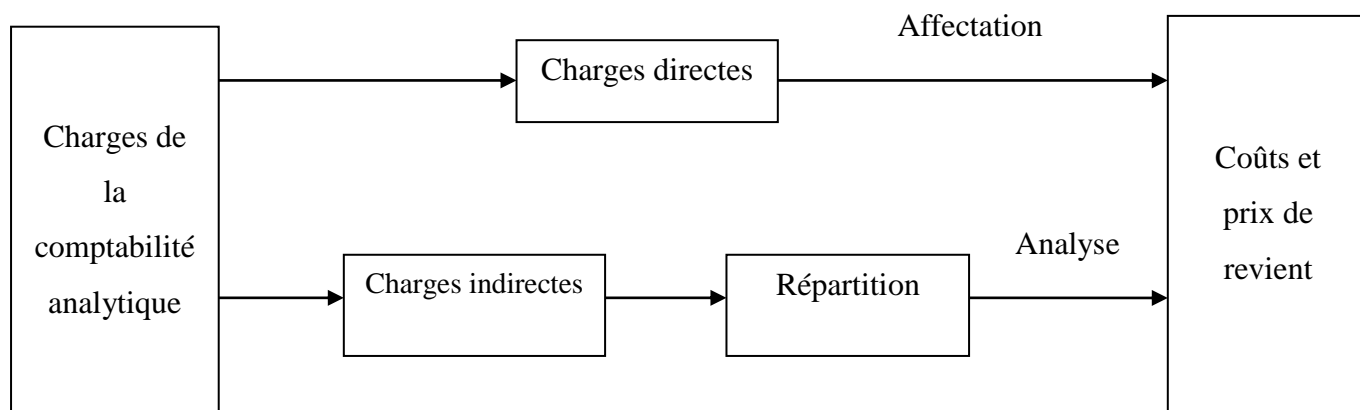 Affectation
Charges directes
Charges de
la
comptabilité
analytique
Coûts et
prix de
revient
Analyse
Charges indirectes
Répartition